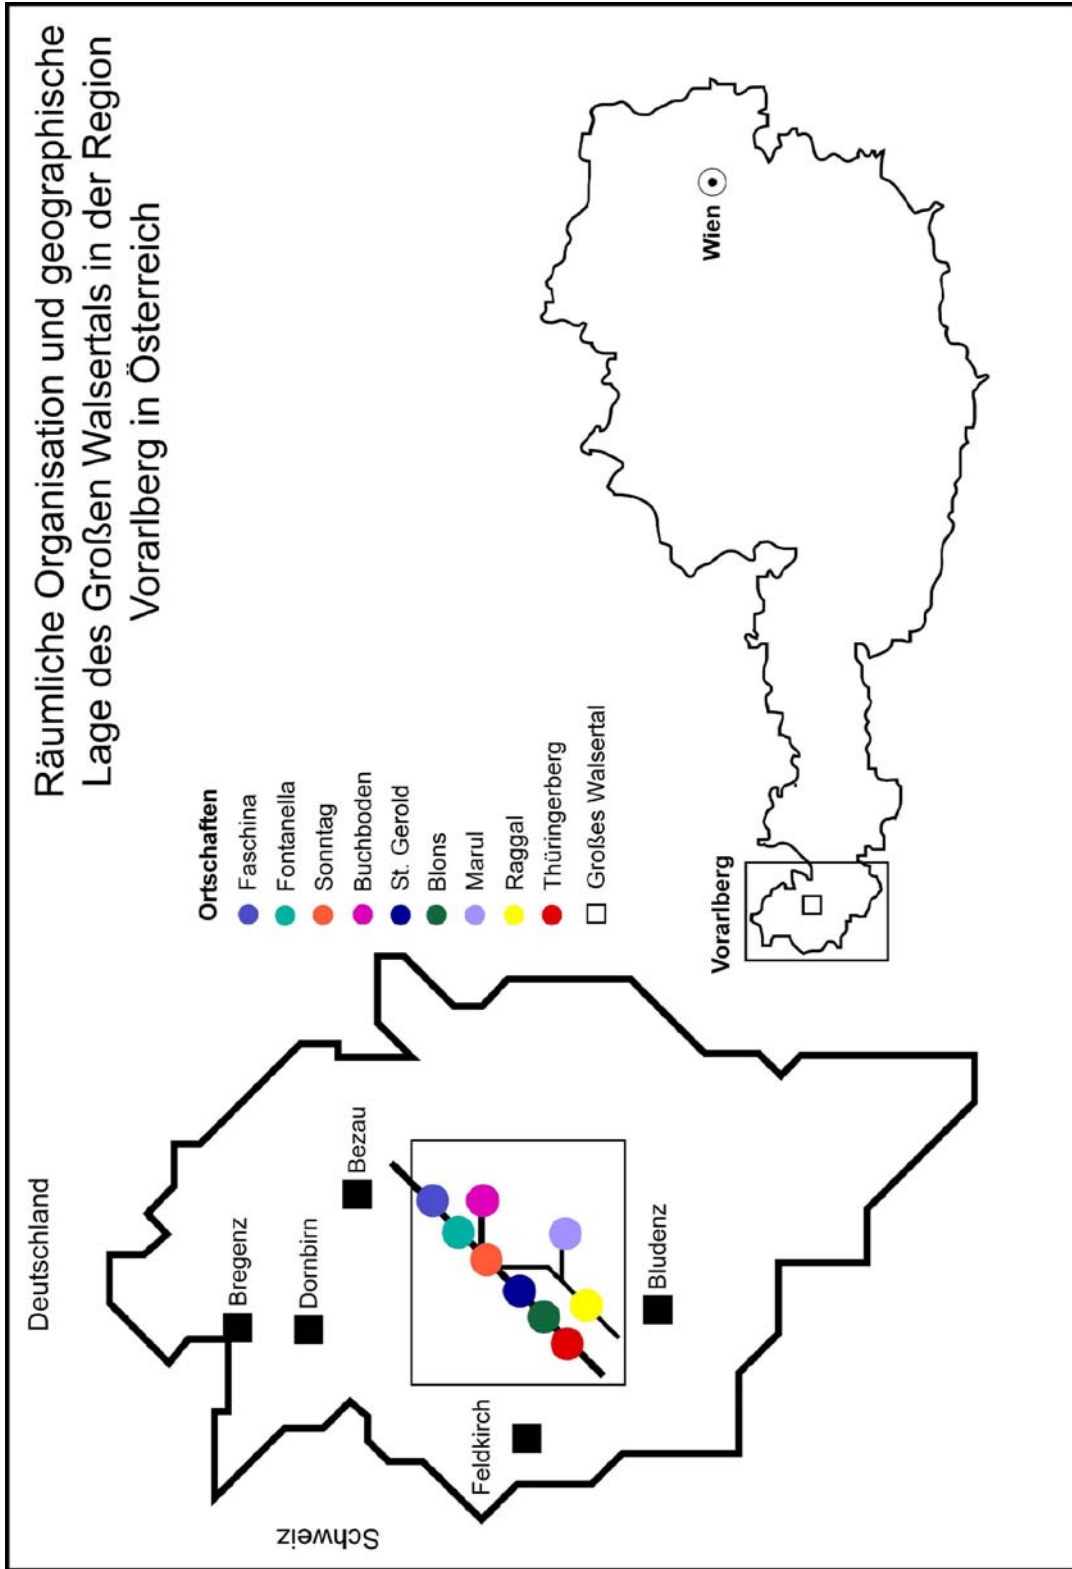 Räumliche Organisation und geographische
Lage des Großen Walsertals in der Region
Vorarlberg in Österreich
Deutschland
Bregenz
Dornbirn
Bezau
Feldkirch
Bludenz
Schweiz
Ortschaften
Faschina
Fontanella
Sonntag
Buchboden
St. Gerold
Blons
Marul
Raggal
Thüringerberg
Großes Walsertal
Vorarlberg
Wien